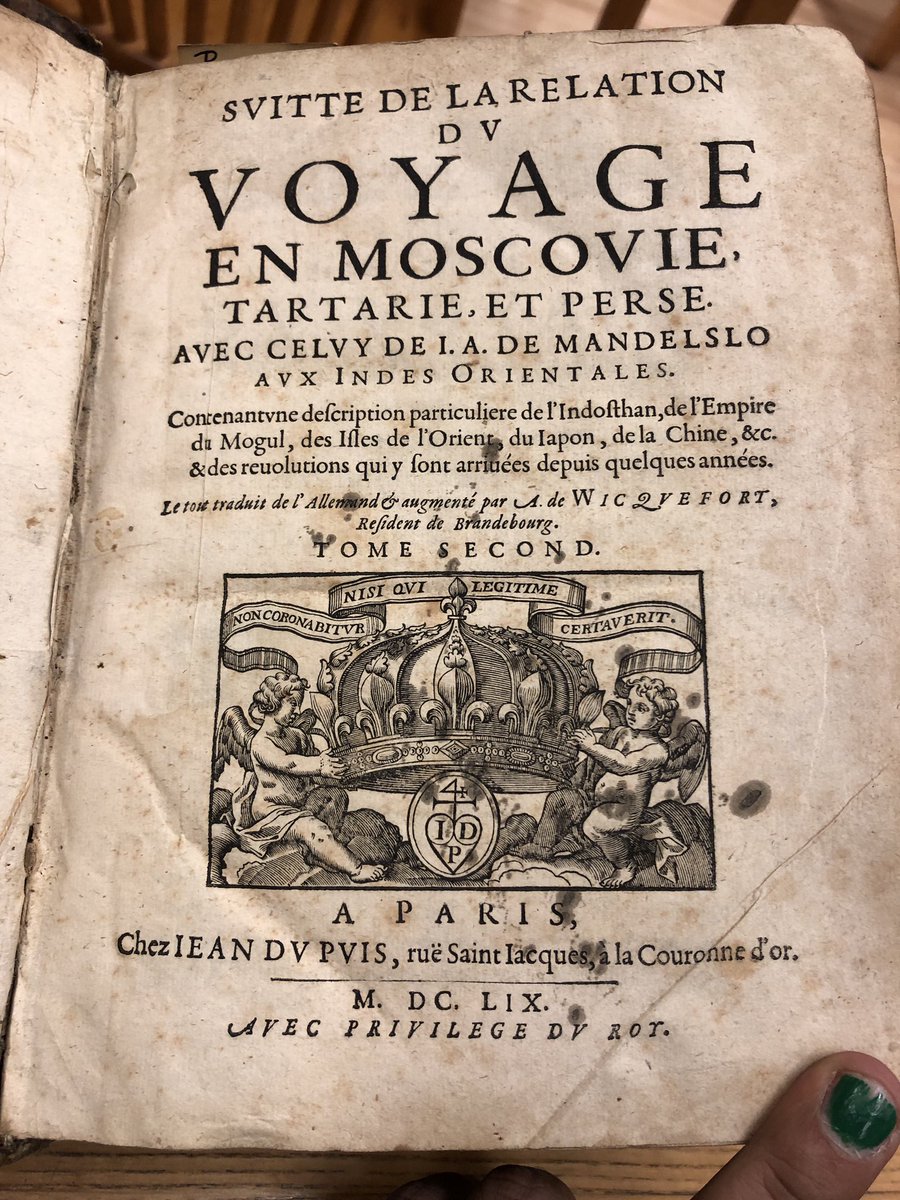 SVITTE DE LA RELATION
DV
VOYAGE
EN MOSCOVIE,
TARTARIE, ET PERSE.
AVEC CELVY DE I. A. DE MANDELSLO
AVX INDES ORIENTALES.
Contenant vne deſcription particuliere de l'Indoſthan, de l'Empire
du Mogul, des Iſles de l'Orient, du Iapon, de la Chine, &c.
& des reuolutions qui y ſont arriuées depuis quelques années.
Le tout traduit de l'Allemand & augmenté par A. de WICQVEFORT,
Reſident de Brandebourg.
TOME SECOND.
NON CORONABITVR NISI QVI LEGITIME CERTAVERIT.
4
I D
P
A PARIS,
Chez IEAN DV PVIS, ruë Saint Iacques, à la Couronne d'or.
M. DC. LIX.
AVEC PRIVILEGE DV ROY.